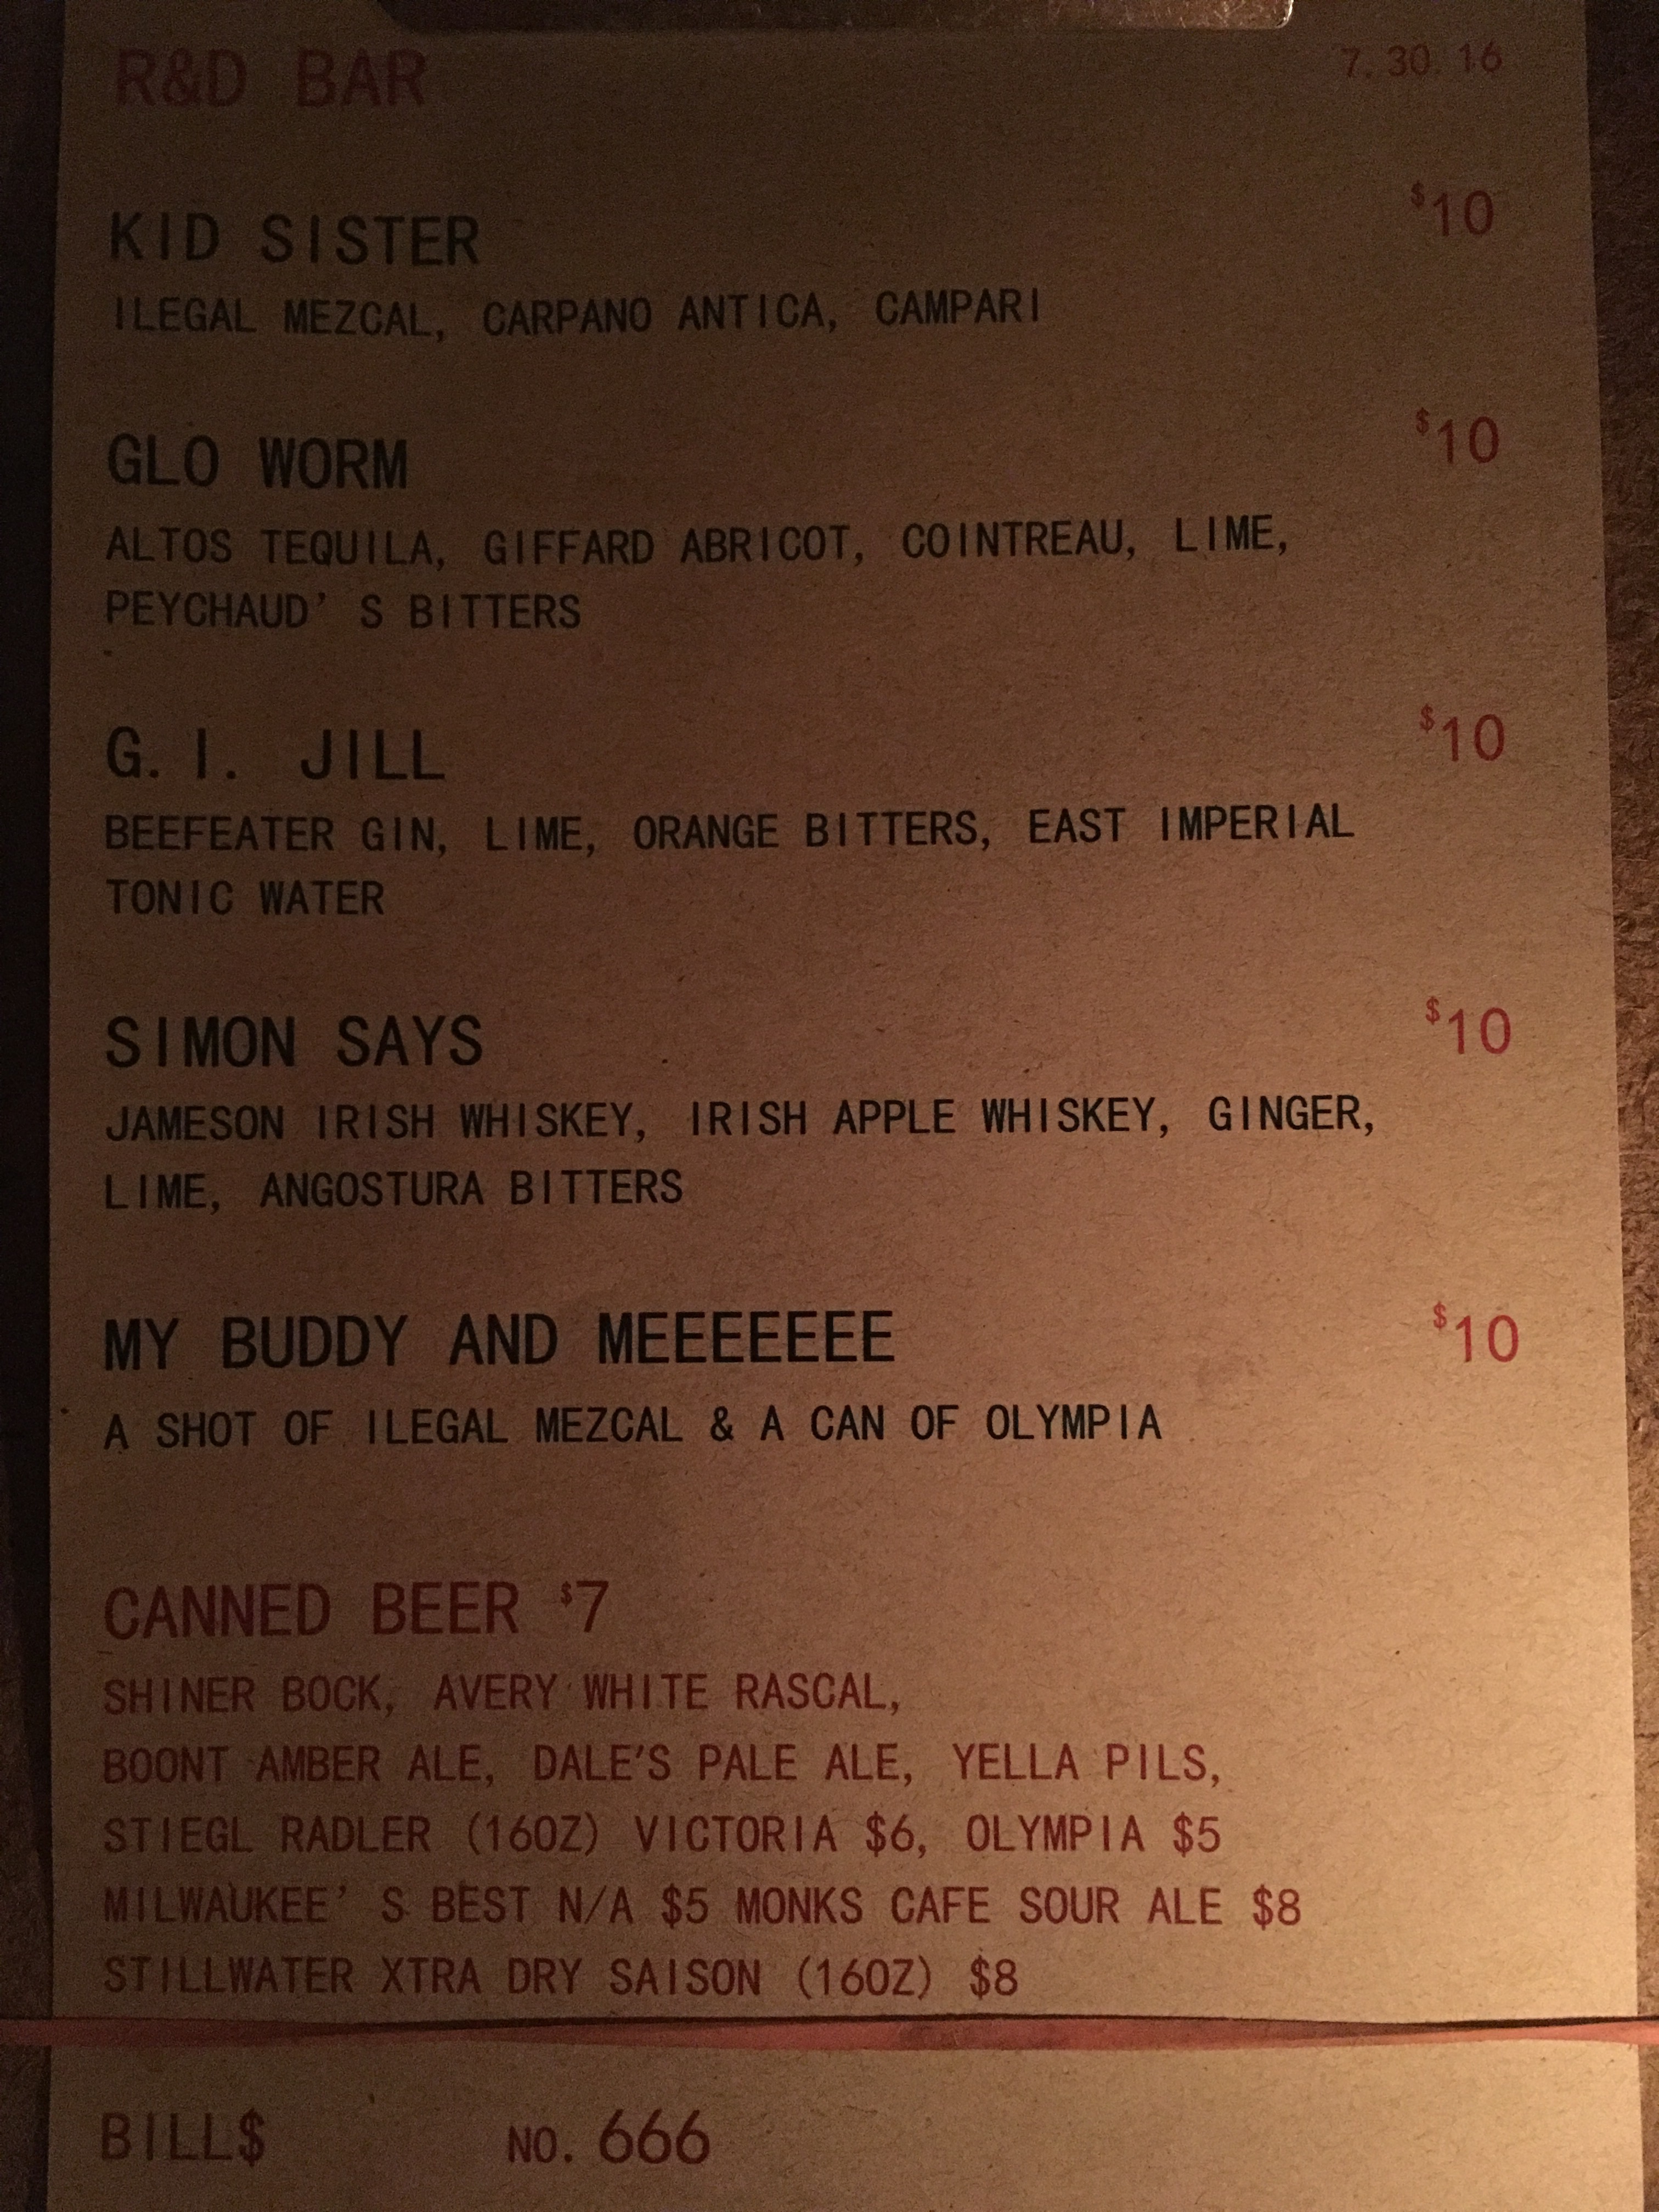 R&D BAR 7.30.16
KID SISTER $10
ILEGAL MEZCAL, CARPANO ANTICA, CAMPARI
GLO WORM $10
ALTOS TEQUILA, GIFFARD ABRICOT, COINTREAU, LIME,
PEYCHAUD'S BITTERS
G.I. JILL $10
BEEFEATER GIN, LIME, ORANGE BITTERS, EAST IMPERIAL
TONIC WATER
SIMON SAYS $10
JAMESON IRISH WHISKEY, IRISH APPLE WHISKEY, GINGER,
LIME, ANGOSTURA BITTERS
MY BUDDY AND MEEEEEEE $10
A SHOT OF ILEGAL MEZCAL & A CAN OF OLYMPIA
CANNED BEER $7
SHINER BOCK, AVERY WHITE RASCAL,
BOONT AMBER ALE, DALE'S PALE ALE, YELLA PILS,
STIEGL RADLER (16OZ) VICTORIA $6, OLYMPIA $5
MILWAUKEE'S BEST N/A $5 MONKS CAFE SOUR ALE $8
STILLWATER XTRA DRY SAISON (16OZ) $8
BILL$ NO. 666